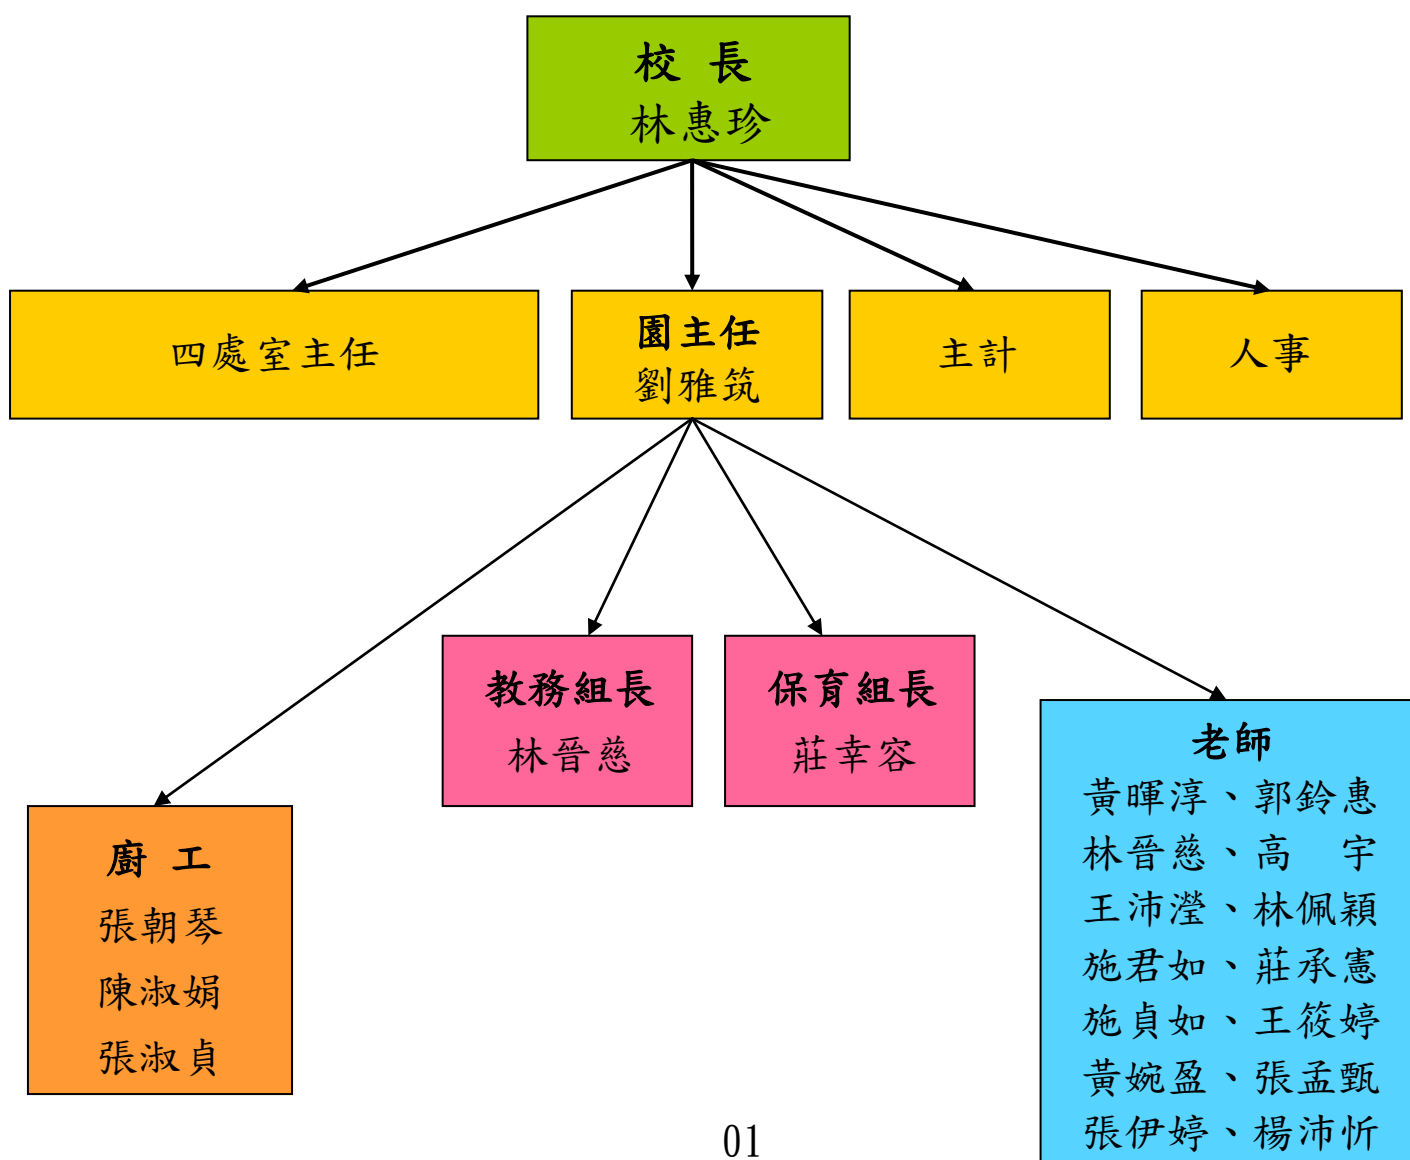 校 長
林惠珍
四處室主任
園主任
劉雅筑
主計
人事
教務組長
林晉慈
保育組長
莊幸容
廚 工
張朝琴
陳淑娟
張淑貞
老師
黃暉淳、郭鈴惠
林晉慈、高　宇
王沛瀅、林佩穎
施君如、莊承憲
施貞如、王筱婷
黃婉盈、張孟甄
張伊婷、楊沛忻
01